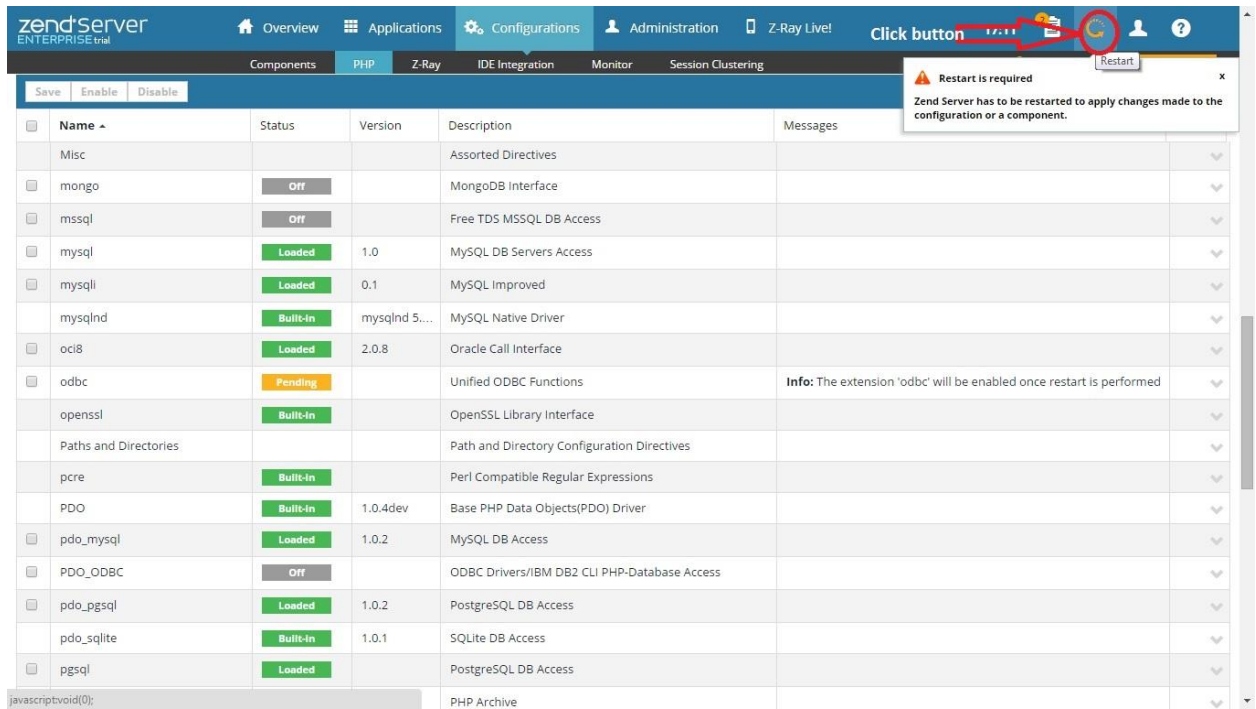 zend server
ENTERPRISE trial
Overview Applications Configurations Administration Z-Ray Live! Click button 17:11 2
Components PHP Z-Ray IDE Integration Monitor Session Clustering
Restart
Save Enable Disable
Restart is required x
Zend Server has to be restarted to apply changes made to the
configuration or a component.
Name Status Version Description Messages
Misc Assorted Directives
mongo Off MongoDB Interface
mssql Off Free TDS MSSQL DB Access
mysql Loaded 1.0 MySQL DB Servers Access
mysqli Loaded 0.1 MySQL Improved
mysqlnd Built-in mysqlnd 5.... MySQL Native Driver
oci8 Loaded 2.0.8 Oracle Call Interface
odbc Pending Unified ODBC Functions Info: The extension 'odbc' will be enabled once restart is performed
openssl Built-in OpenSSL Library Interface
Paths and Directories Path and Directory Configuration Directives
pcre Built-in Perl Compatible Regular Expressions
PDO Built-in 1.0.4dev Base PHP Data Objects(PDO) Driver
pdo_mysql Loaded 1.0.2 MySQL DB Access
PDO_ODBC Off ODBC Drivers/IBM DB2 CLI PHP-Database Access
pdo_pgsql Loaded 1.0.2 PostgreSQL DB Access
pdo_sqlite Built-in 1.0.1 SQLite DB Access
pgsql Loaded PostgreSQL DB Access
PHP Archive
javascript:void(0);